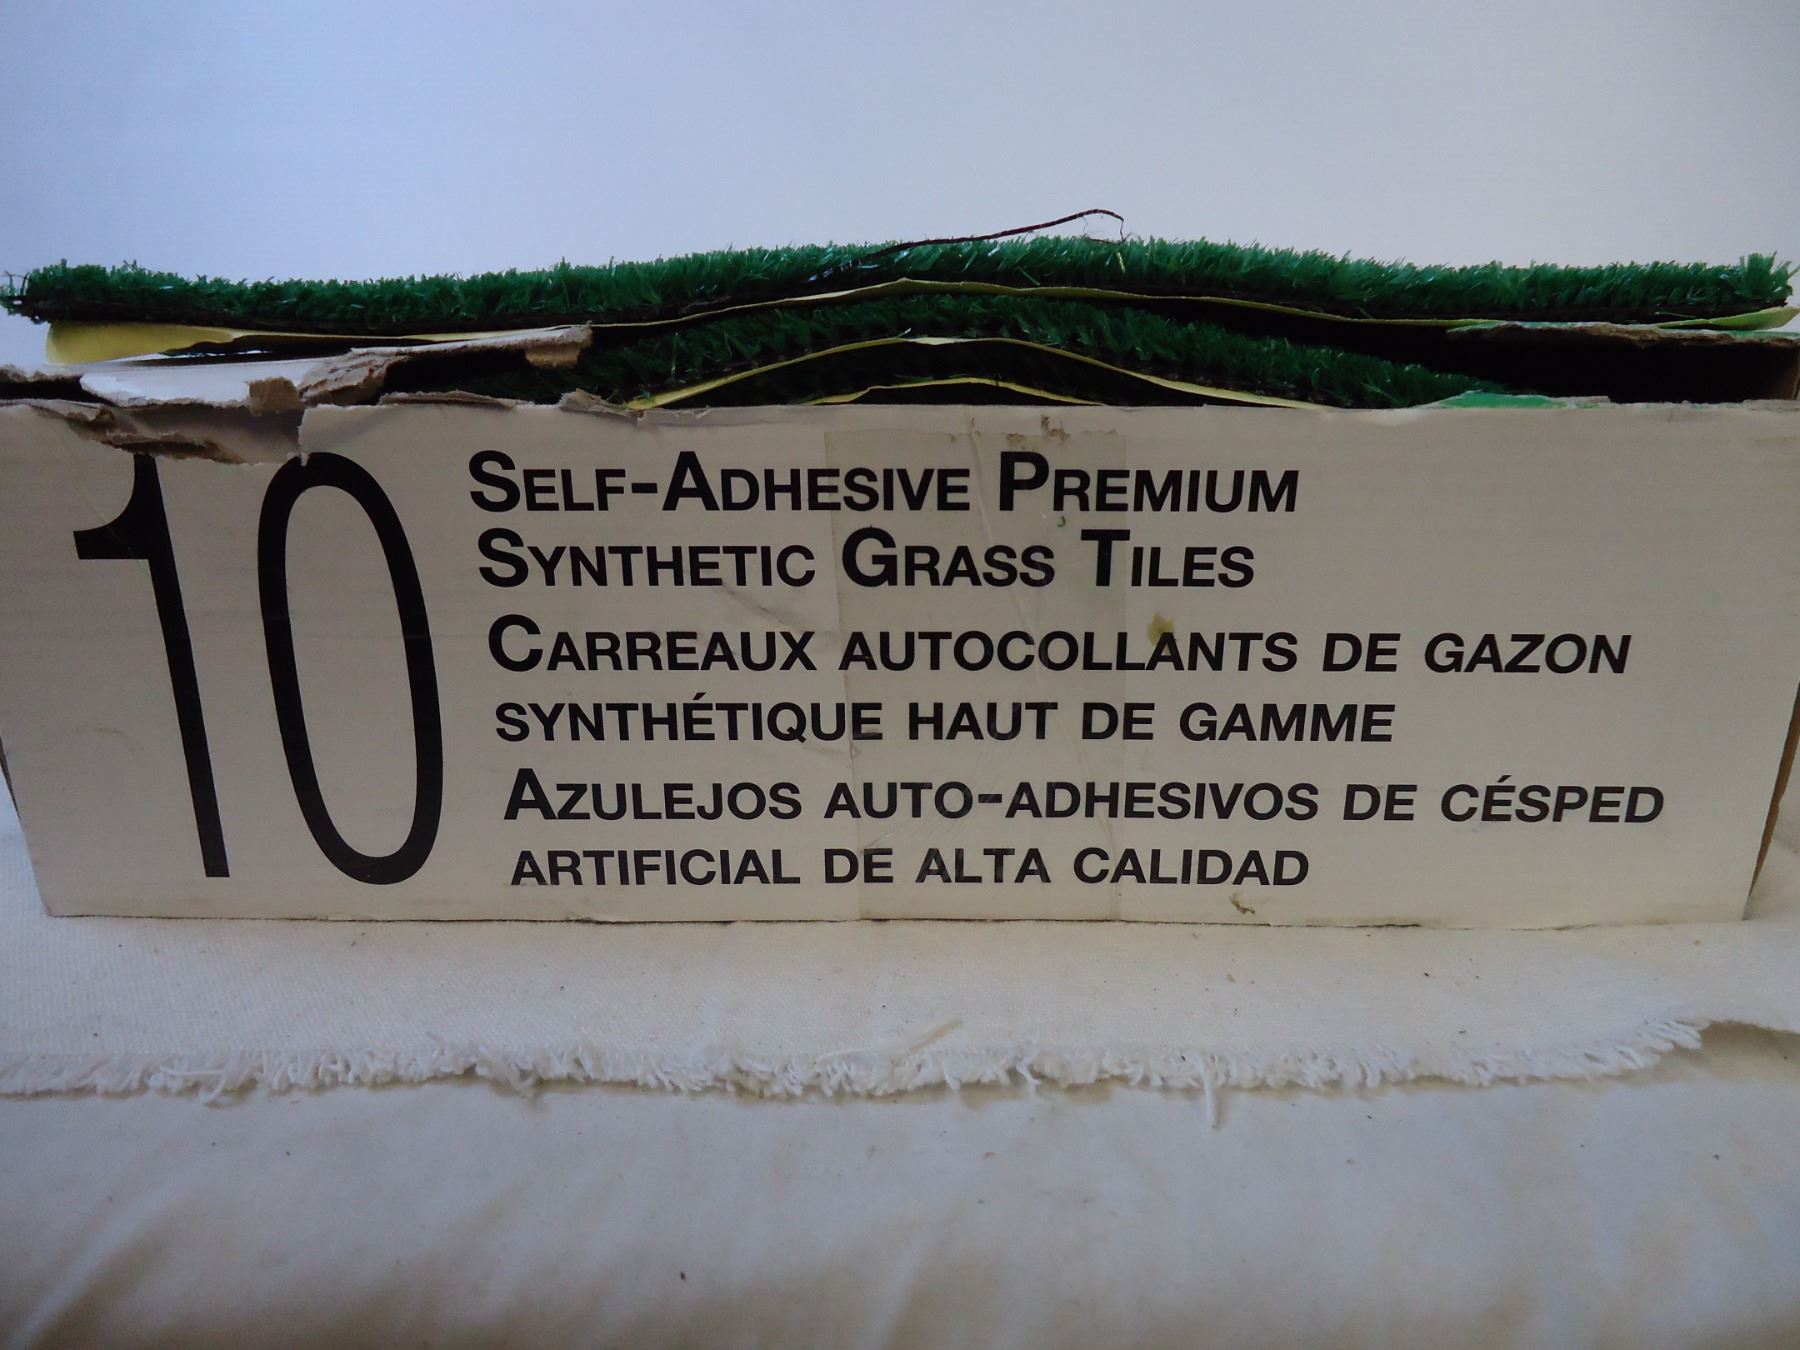 10
Self-Adhesive Premium
Synthetic Grass Tiles
Carreaux autocollants de gazon
synthétique haut de gamme
Azulejos auto-adhesivos de césped
artificial de alta calidad